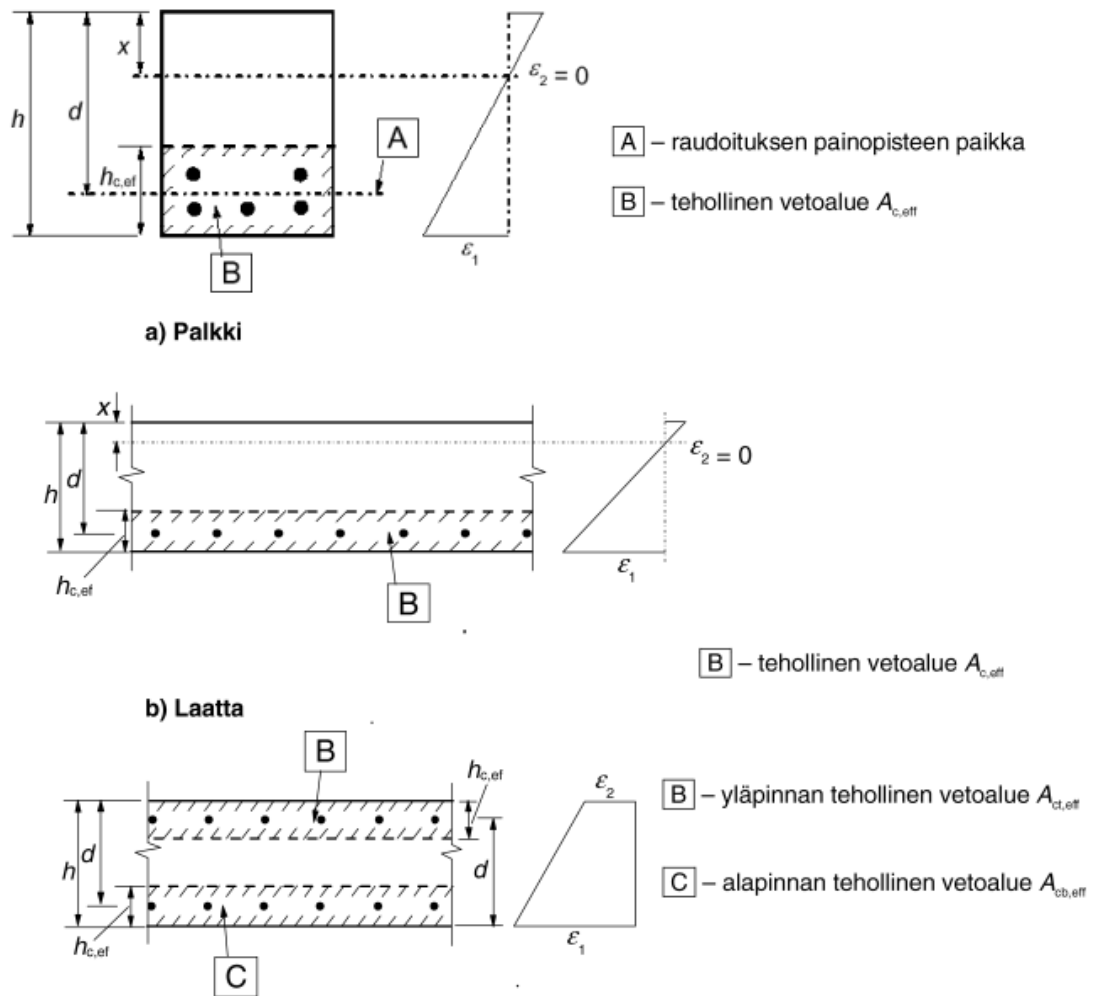 x
h
d
h c,ef
A
B
ε2 = 0
ε1
A – raudoituksen painopisteen paikka
B – tehollinen vetoalue Ac,eff
a) Palkki
x
h
d
hc,ef
B
ε2 = 0
ε1
B – tehollinen vetoalue Ac,eff
b) Laatta
B
hc,ef
h
d
d
hc,ef
C
ε2
ε1
B – yläpinnan tehollinen vetoalue Act,eff
C – alapinnan tehollinen vetoalue Acb,eff